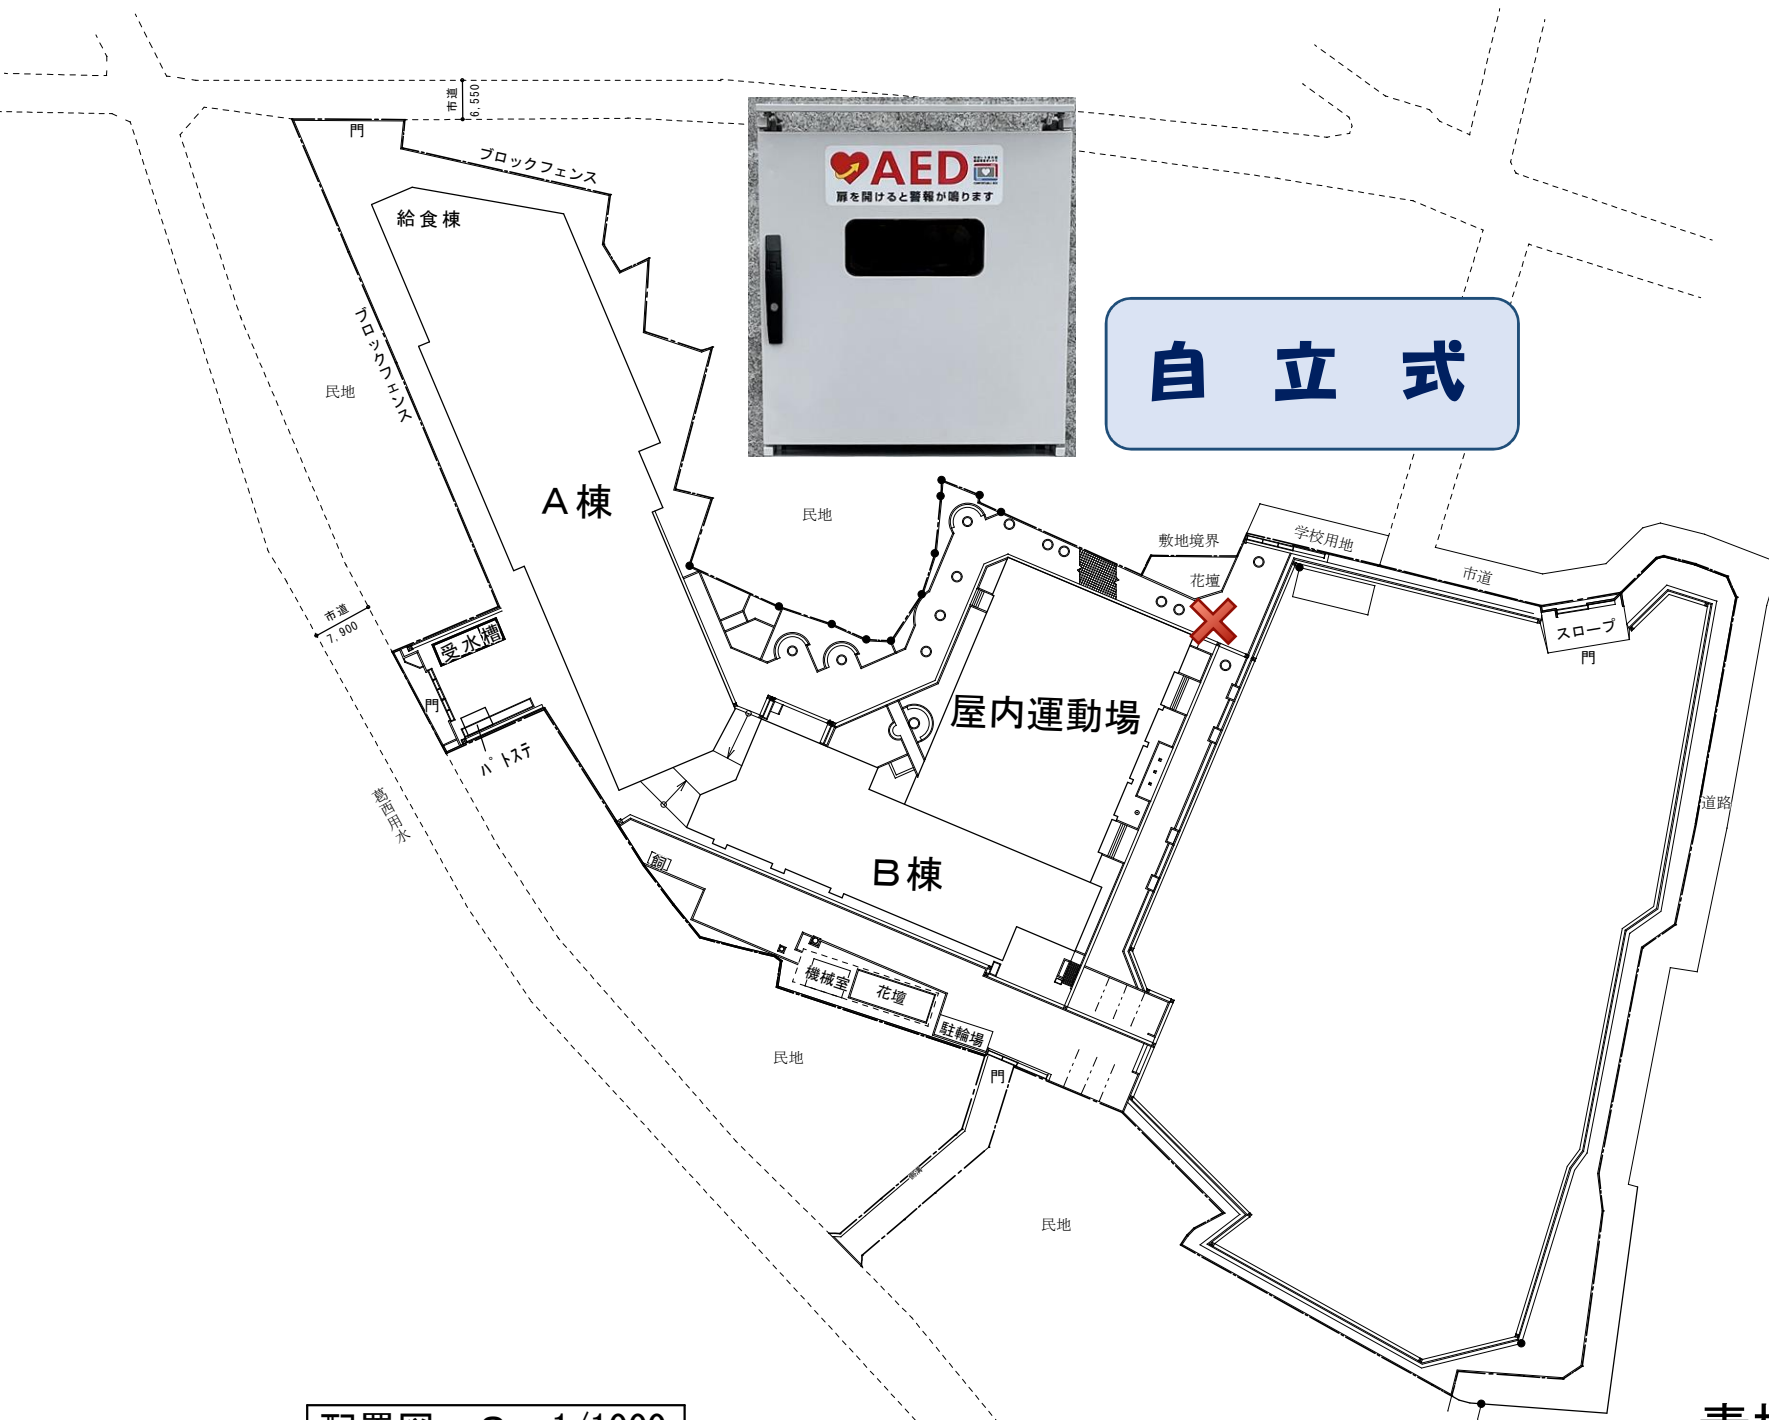 市道
6.550
門
ブロックフェンス
AED
扉を開けると警報が鳴ります
給食棟
ブロックフェンス
民地
自立式
A棟
民地
敷地境界
学校用地
花壇
市道
市道
7,900
受水槽
スロープ
門
門
屋内運動場
パトステ
葛西用水
道路
B棟
飼
機械室
花壇
駐輪場
民地
門
民地